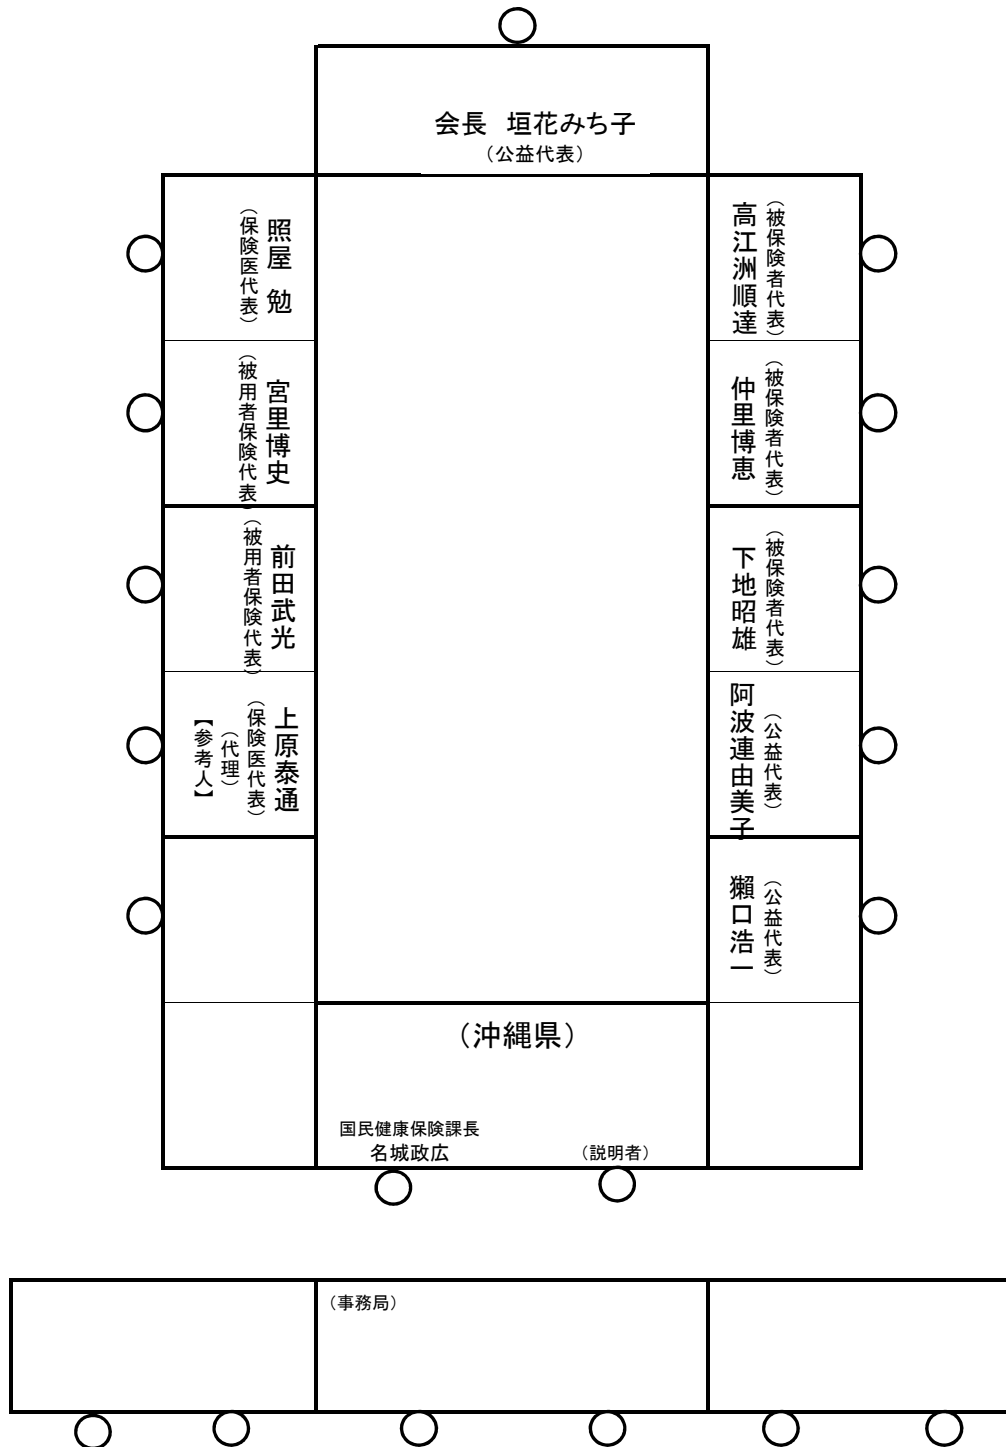 会長　垣花みち子
（公益代表）
照屋　勉
（保険医代表）
宮里博史
（被用者保険代表）
前田武光
（被用者保険代表）
上原泰通
（保険医代表）
（代理）
【参考人】
（被保険者代表）
高江洲順達
（被保険者代表）
仲里博恵
（被保険者代表）
下地昭雄
（公益代表）
阿波連由美子
（公益代表）
獺口浩一
（沖縄県）
国民健康保険課長
名城政広
（説明者）
（事務局）